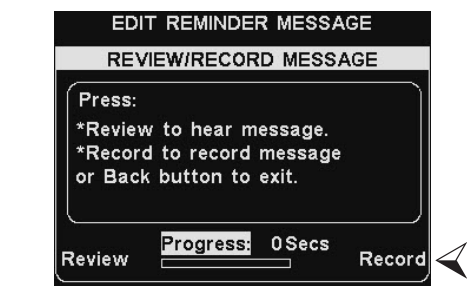 EDIT REMINDER MESSAGE
REVIEW/RECORD MESSAGE
Press:
*Review to hear message.
*Record to record message
or Back button to exit.
Progress: 0Secs
Review Record